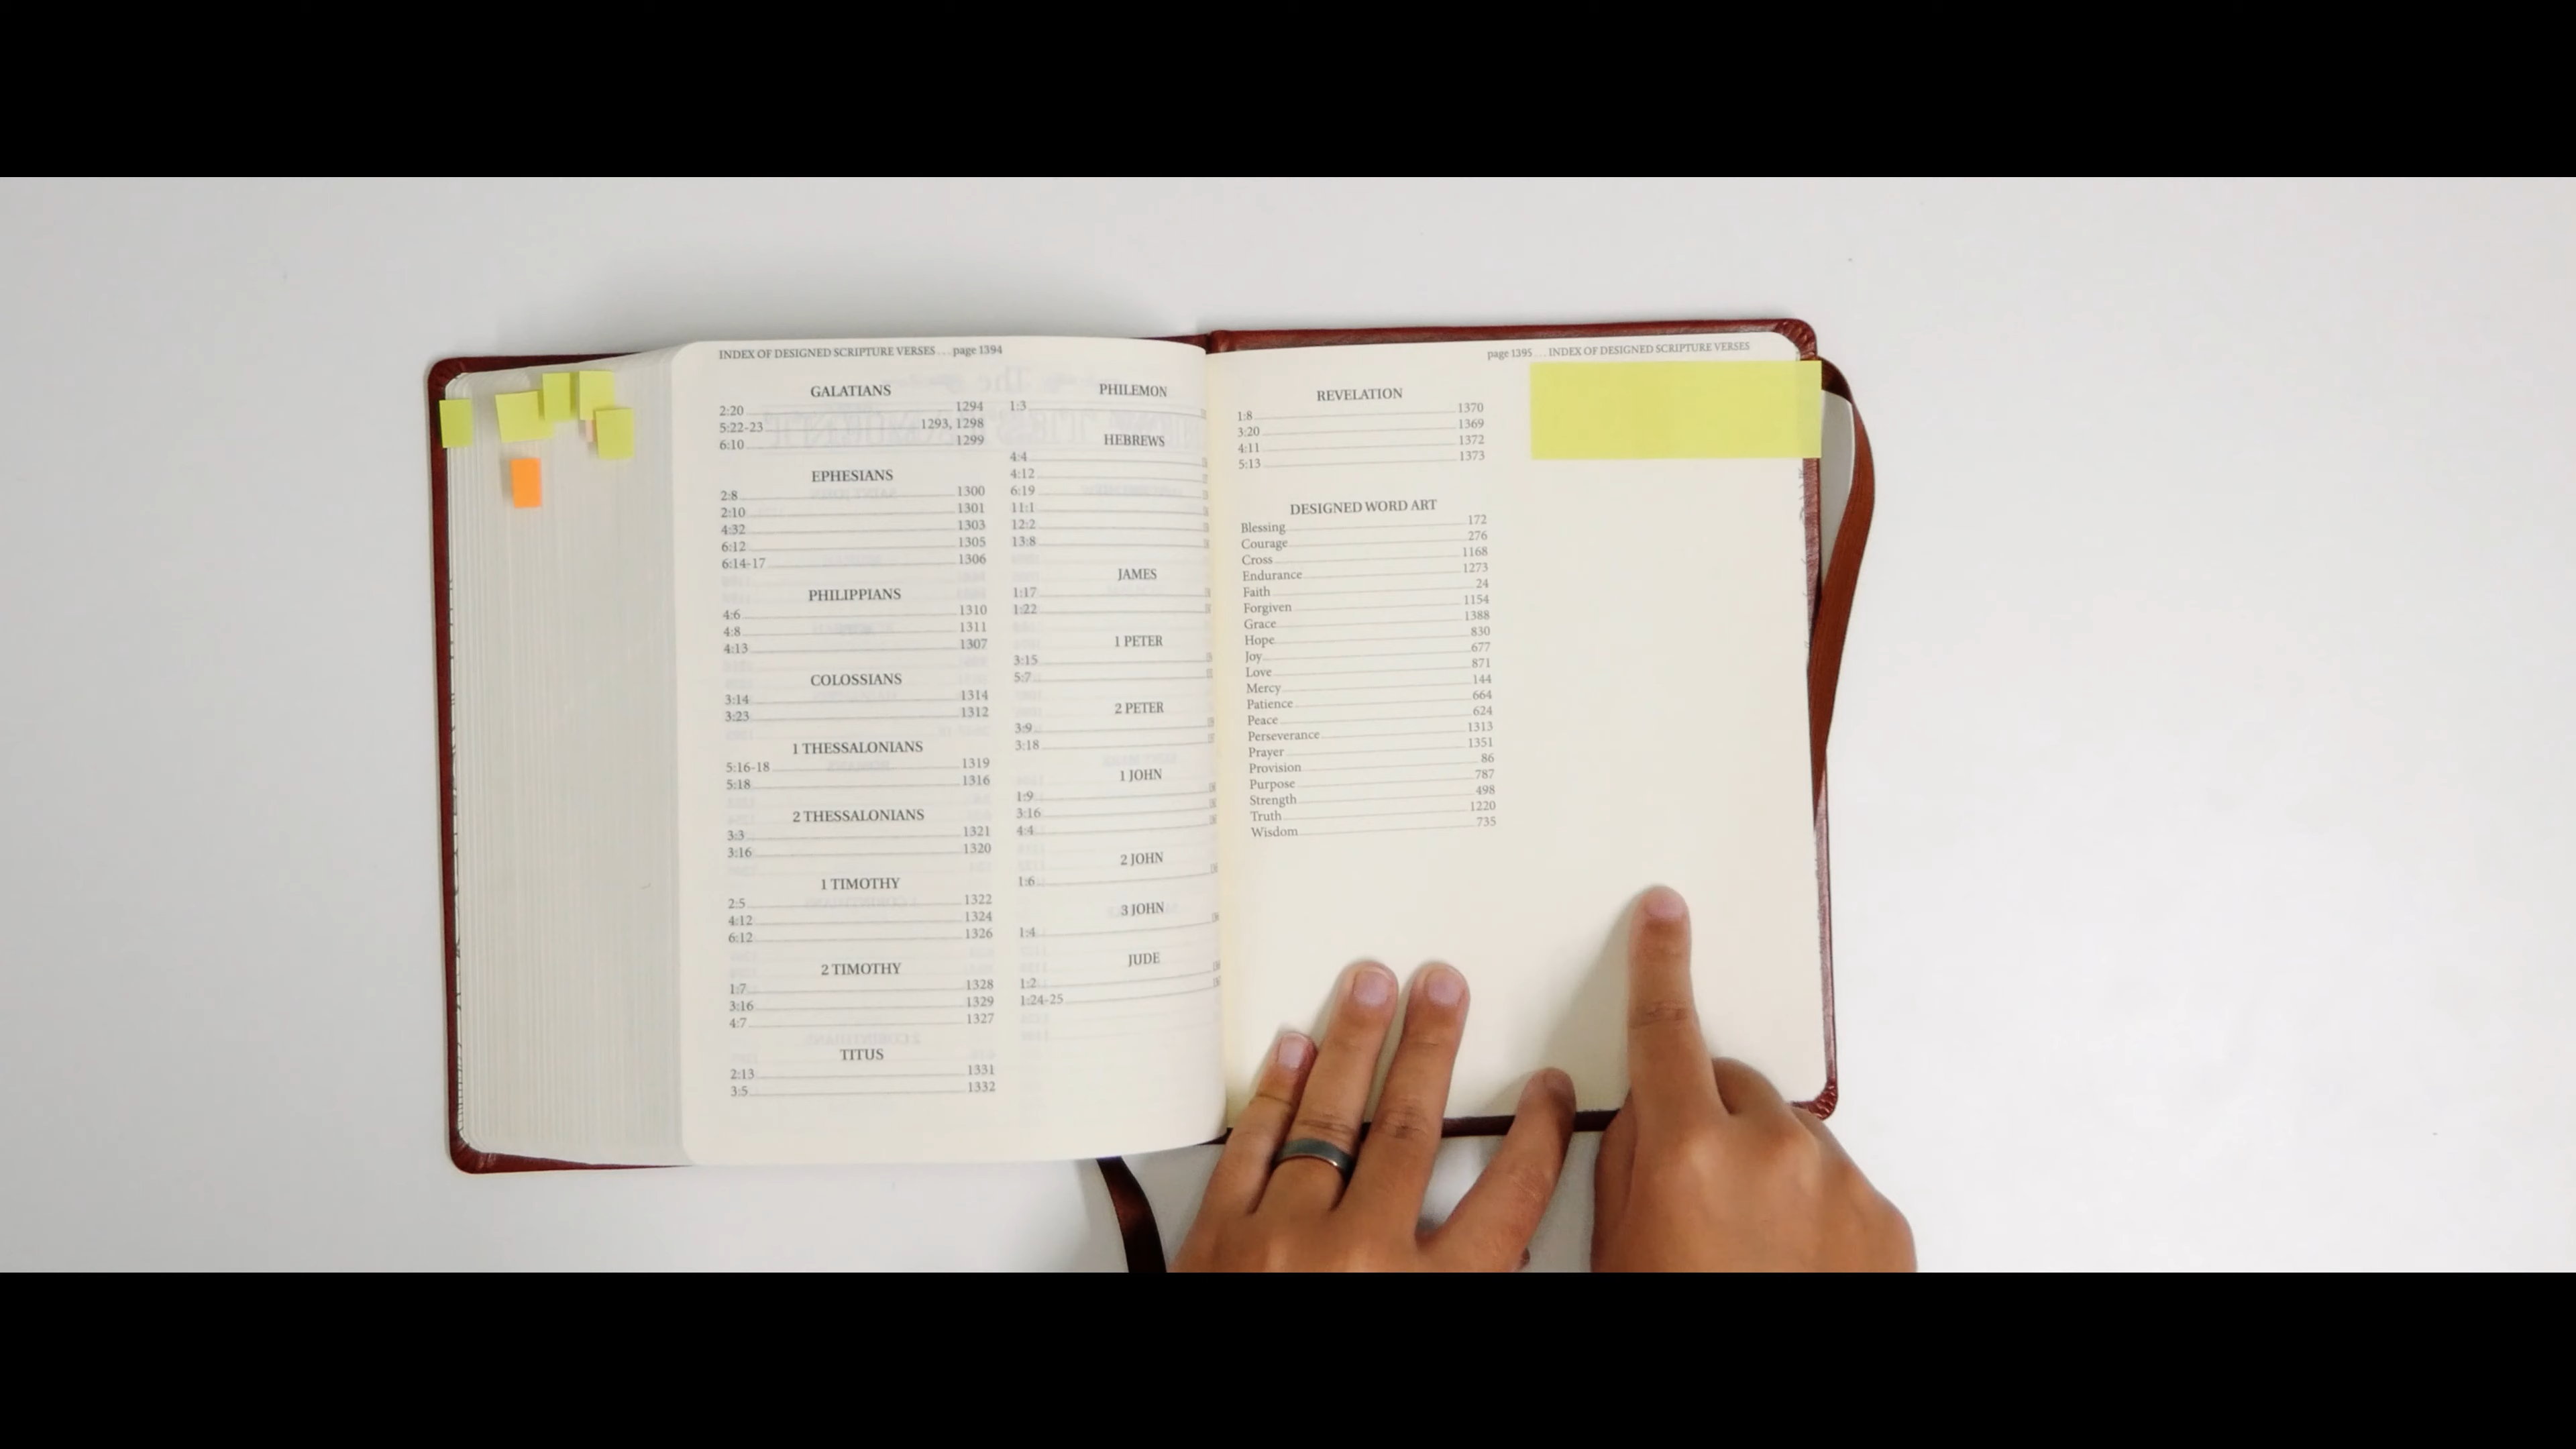 INDEX OF DESIGNED SCRIPTURE VERSES . . . page 1394
GALATIANS
2:20 1294
5:22-23 1293, 1298
6:10 1299
EPHESIANS
2:8 1300
2:10 1301
4:32 1303
6:12 1305
6:14-17 1306
PHILIPPIANS
4:6 1310
4:8 1311
4:13 1307
COLOSSIANS
3:14 1314
3:23 1312
1 THESSALONIANS
5:16-18 1319
5:18 1316
2 THESSALONIANS
3:3 1321
3:16 1320
1 TIMOTHY
2:5 1322
4:12 1324
6:12 1326
2 TIMOTHY
1:7 1328
3:16 1329
4:7 1327
TITUS
2:13 1331
3:5 1332
PHILEMON
1:3
HEBREWS
4:4
4:12
6:19
11:1
12:2
13:8
JAMES
1:17
1:22
1 PETER
3:15
5:7
2 PETER
3:9
3:18
1 JOHN
1:9
3:16
4:4
2 JOHN
1:6
3 JOHN
1:4
JUDE
1:2
1:24-25
page 1395 . . . INDEX OF DESIGNED SCRIPTURE VERSES
REVELATION
1:8 1370
3:20 1369
4:11 1372
5:13 1373
DESIGNED WORD ART
Blessing 172
Courage 276
Cross 1168
Endurance 1273
Faith 24
Forgiven 1154
Grace 1388
Hope 830
Joy 677
Love 871
Mercy 144
Patience 664
Peace 624
Perseverance 1313
Prayer 1351
Provision 86
Purpose 787
Strength 498
Truth 1220
Wisdom 735